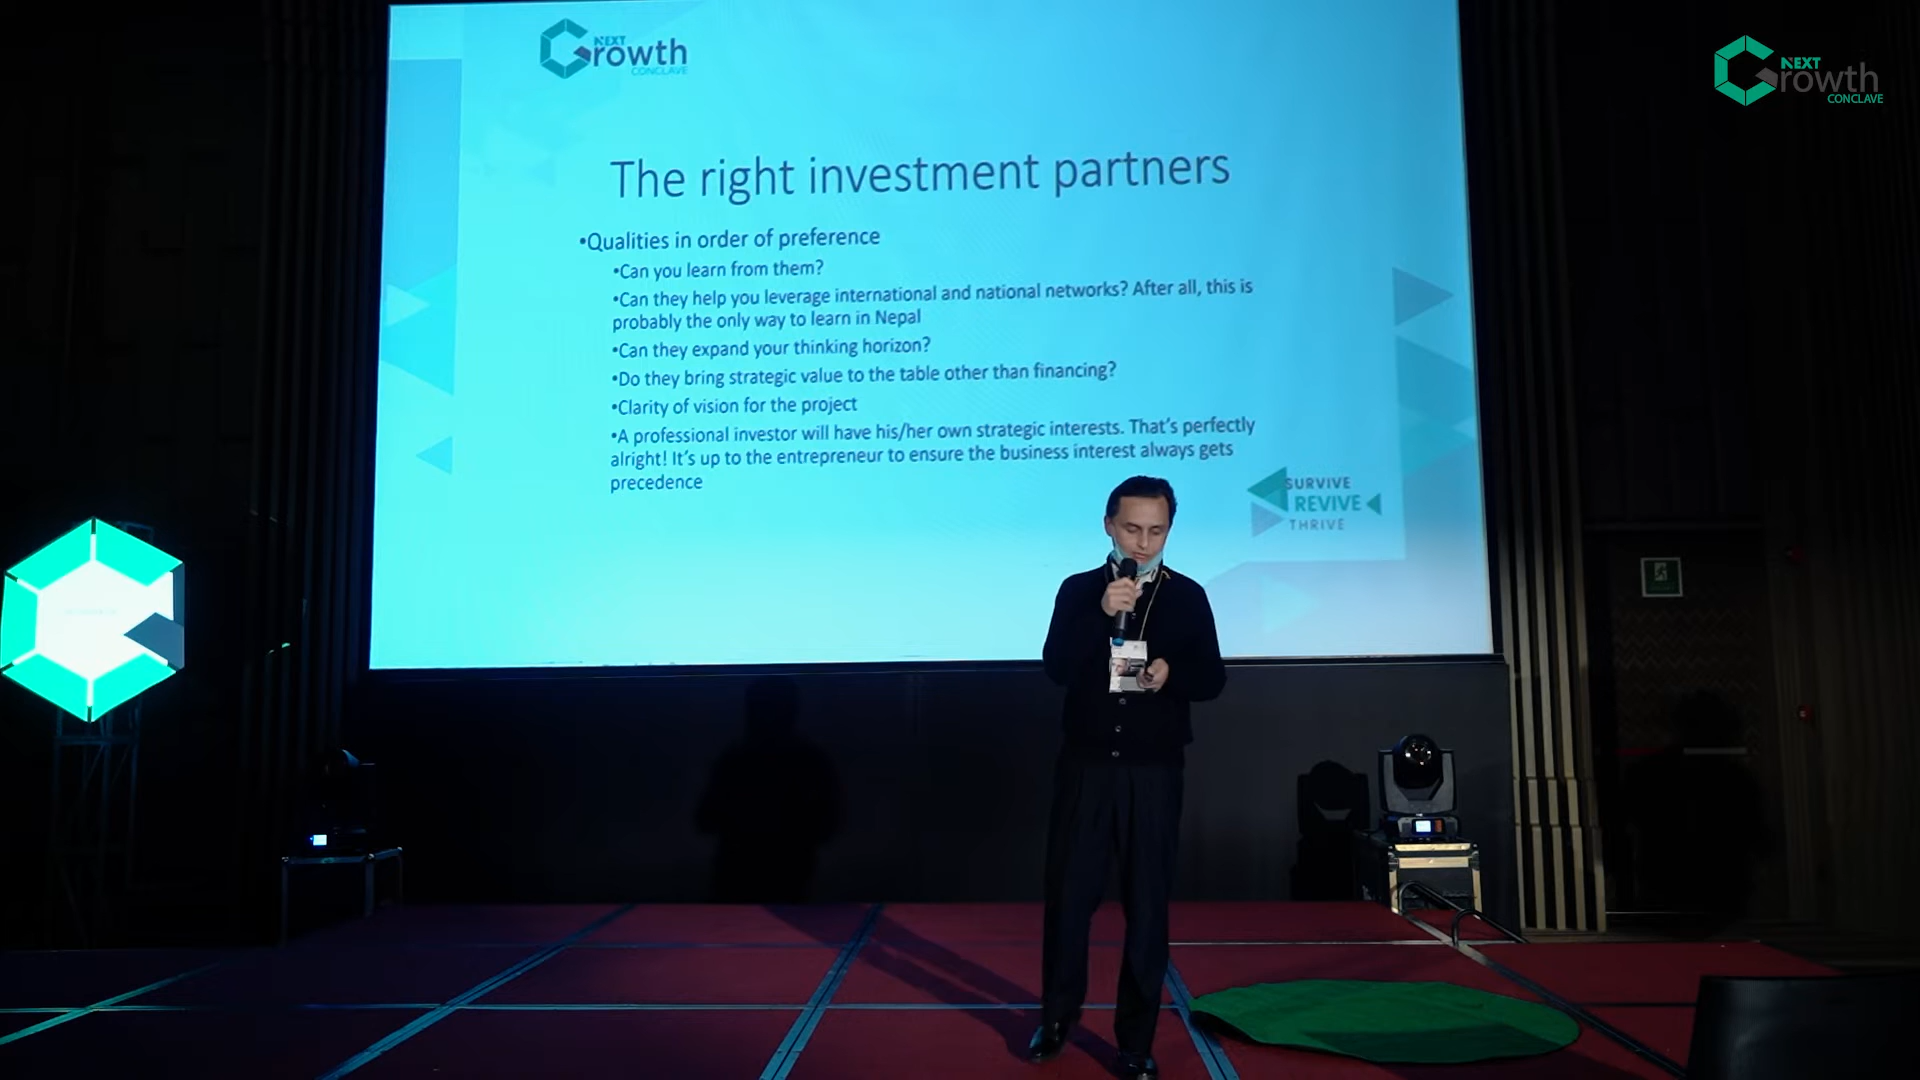 NEXT
Growth
CONCLAVE
NEXT
Growth
CONCLAVE
The right investment partners
•Qualities in order of preference
•Can you learn from them?
•Can they help you leverage international and national networks? After all, this is
probably the only way to learn in Nepal
•Can they expand your thinking horizon?
•Do they bring strategic value to the table other than financing?
•Clarity of vision for the project
•A professional investor will have his/her own strategic interests. That's perfectly
alright! It's up to the entrepreneur to ensure the business interest always gets
precedence
SURVIVE
REVIVE
THRIVE